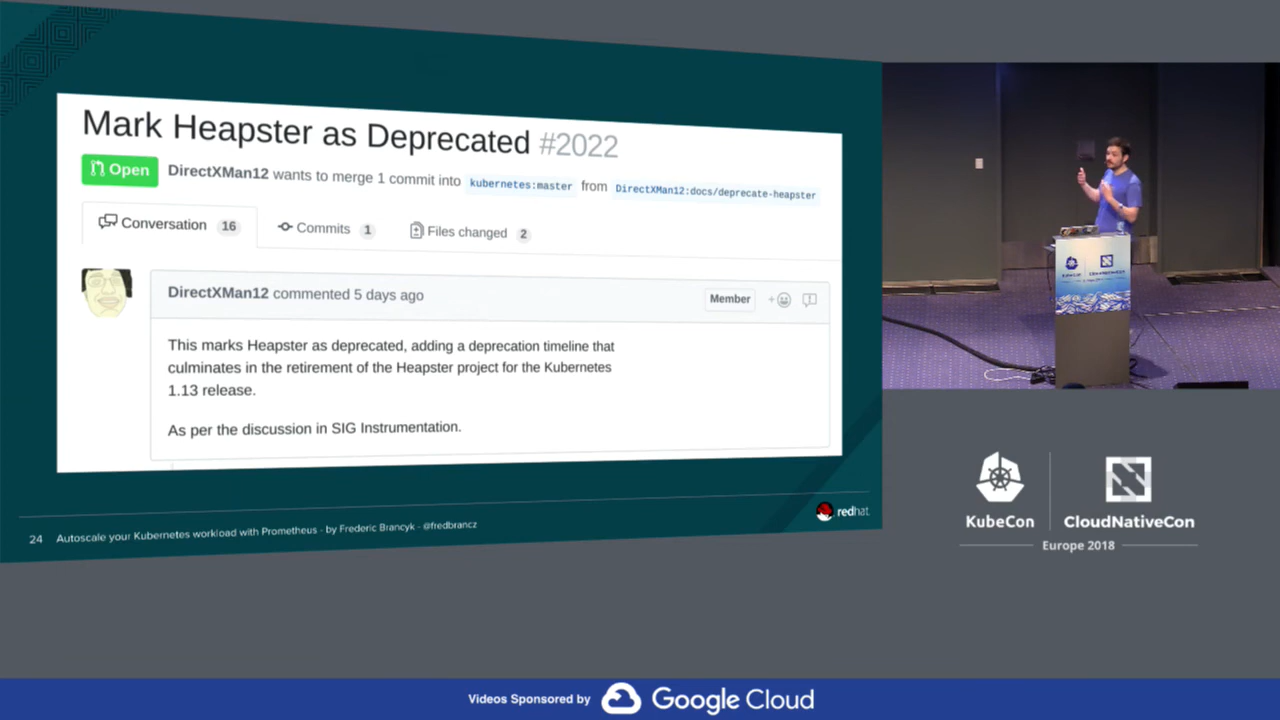 Mark Heapster as Deprecated #2022
Open DirectXMan12 wants to merge 1 commit into kubernetes:master from DirectXMan12:docs/deprecate-heapster
Conversation 16 Commits 1 Files changed 2
DirectXMan12 commented 5 days ago Member
This marks Heapster as deprecated, adding a deprecation timeline that
culminates in the retirement of the Heapster project for the Kubernetes
1.13 release.
As per the discussion in SIG Instrumentation.
24 Autoscale your Kubernetes workload with Prometheus - by Frederic Brancyk - @fredbrancz
redhat
KubeCon CloudNativeCon
Europe 2018
Videos Sponsored by Google Cloud